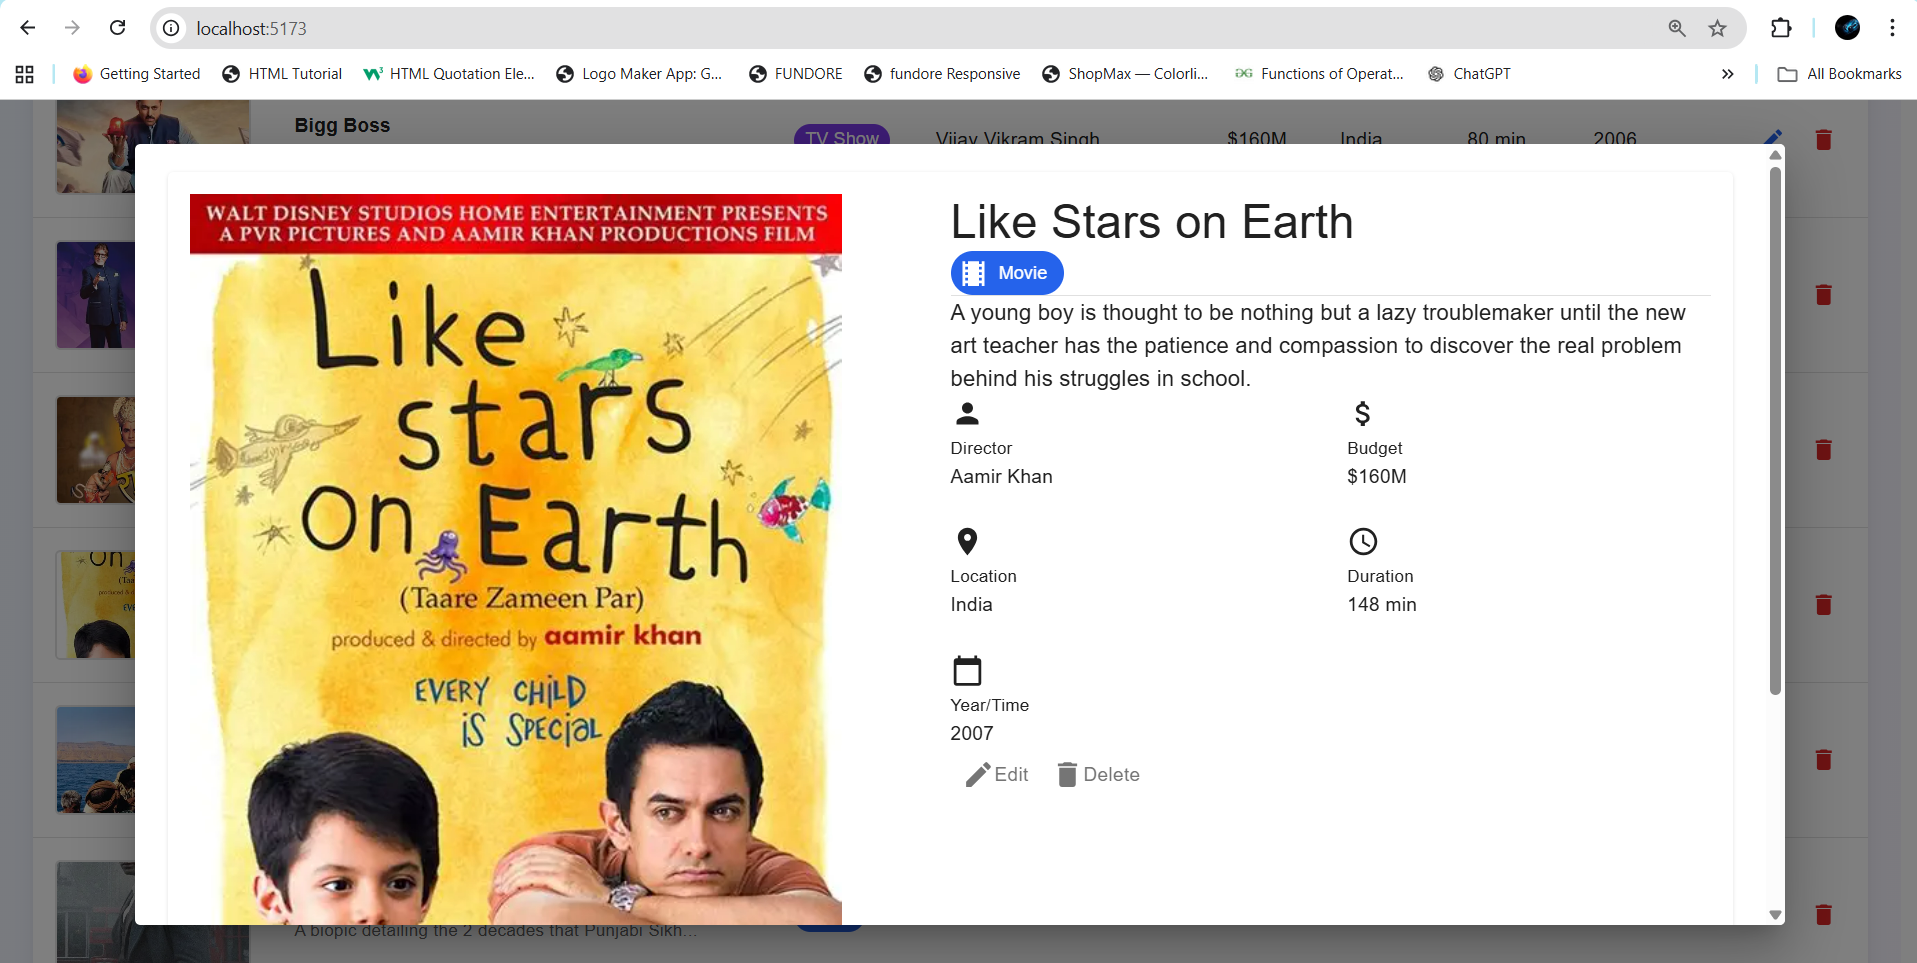 localhost:5173
Getting Started
HTML Tutorial
HTML Quotation Ele...
Logo Maker App: G...
FUNDORE
fundore Responsive
ShopMax — Colorli...
Functions of Operat...
ChatGPT
All Bookmarks
Bigg Boss
TV Show
Vijay Vikram Singh
$160M
India
80 min
2006
WALT DISNEY STUDIOS HOME ENTERTAINMENT PRESENTS
A PVR PICTURES AND AAMIR KHAN PRODUCTIONS FILM
Like
stars
on Earth
(Taare Zameen Par)
produced & directed by aamir khan
EVERY CHILD
IS SPECIAL
Like Stars on Earth
Movie
A young boy is thought to be nothing but a lazy troublemaker until the new
art teacher has the patience and compassion to discover the real problem
behind his struggles in school.
Director
Aamir Khan
Budget
$160M
Location
India
Duration
148 min
Year/Time
2007
Edit
Delete
A biopic detailing the 2 decades that Punjabi Sikh...